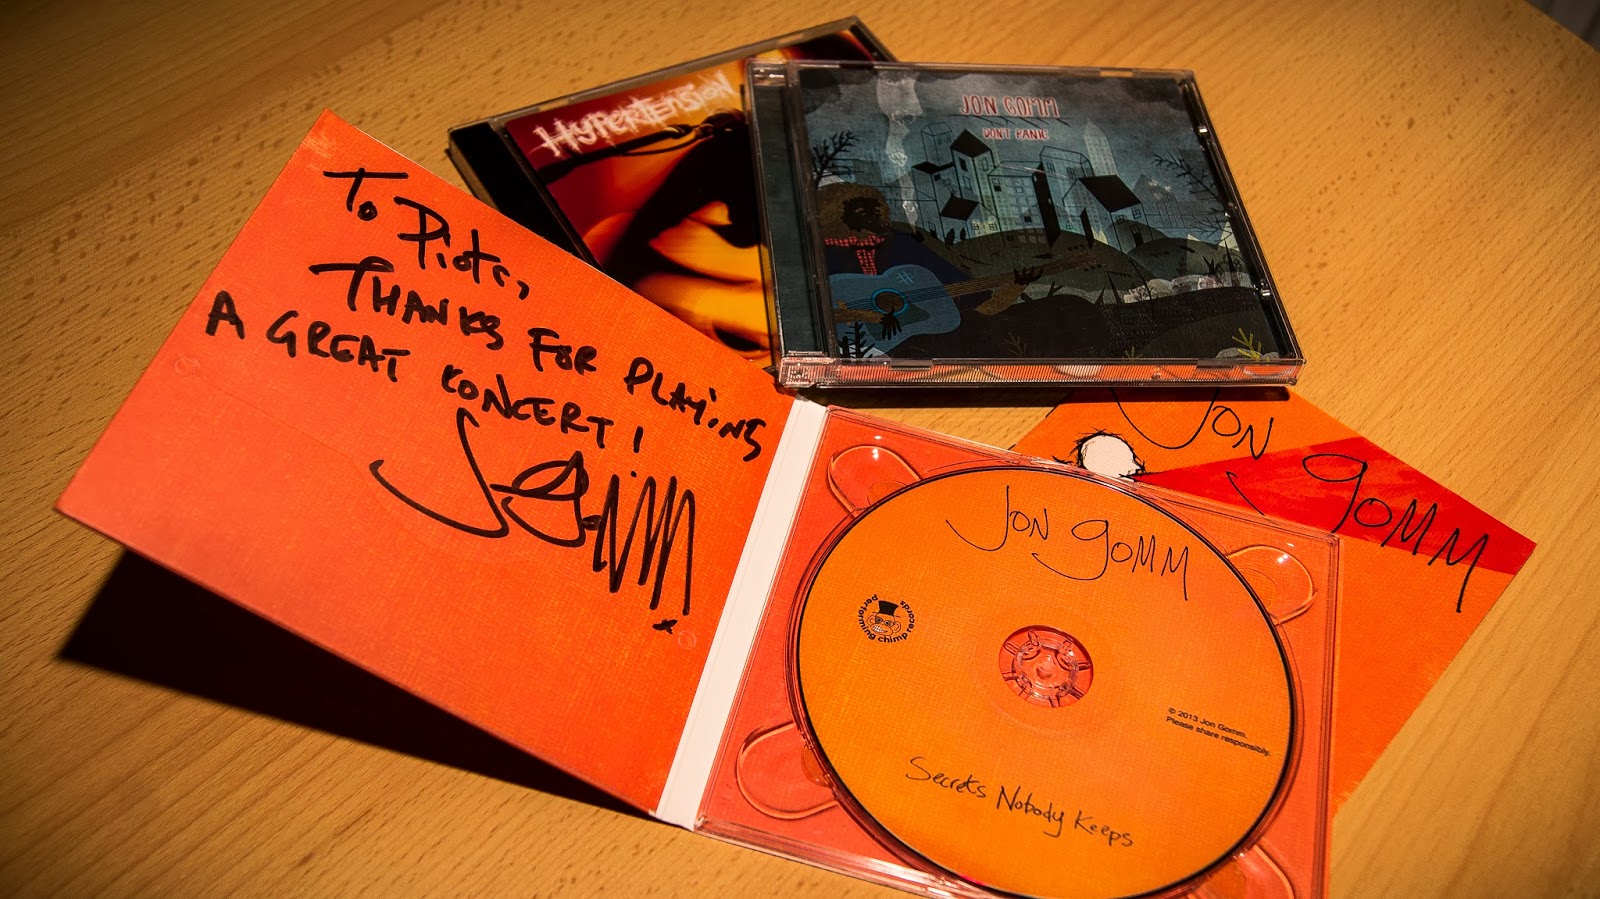 HYPERTENSION
JON GOMM
DON'T PANIC
To Piotr,
THANKS FOR PLAYING
A GREAT CONCERT!
JON GOMM
JON GOMM
performing chimp records
© 2013 Jon Gomm.
Please share responsibly.
Secrets Nobody Keeps